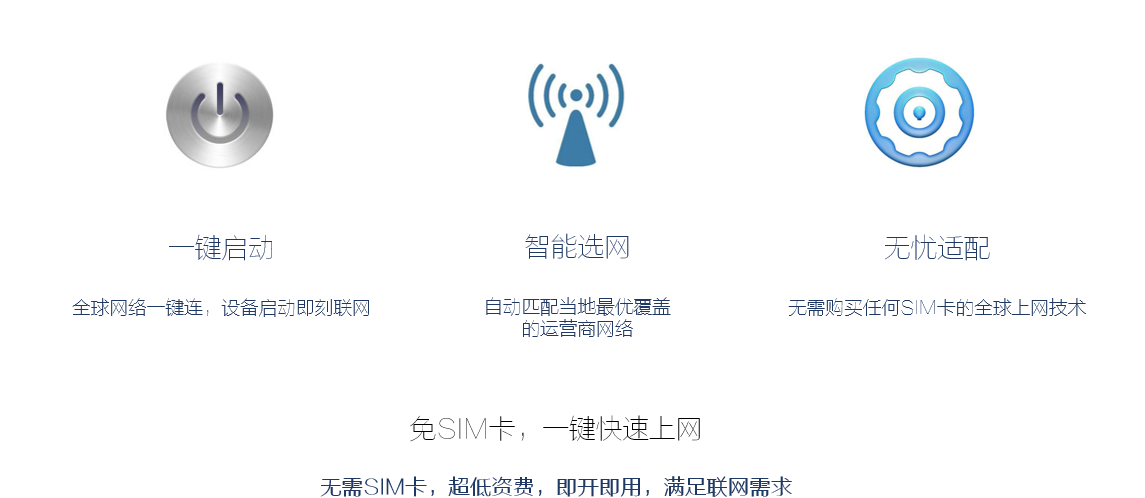 一键启动
智能选网
无忧适配
全球网络一键连，设备启动即刻联网
自动匹配当地最优覆盖
的运营商网络
无需购买任何SIM卡的全球上网技术
免SIM卡，一键快速上网
无需SIM卡，超低资费，即开即用，满足联网需求